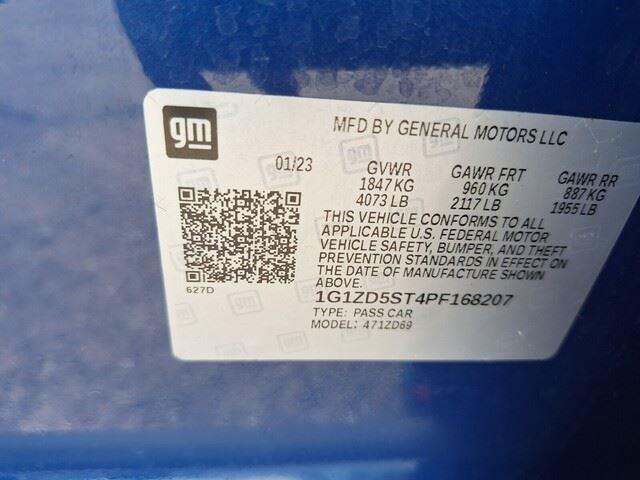 gm
MFD BY GENERAL MOTORS LLC
01/23 GVWR GAWR FRT GAWR RR
1847 KG 960 KG 887 KG
4073 LB 2117 LB 1955 LB
THIS VEHICLE CONFORMS TO ALL
APPLICABLE U.S. FEDERAL MOTOR
VEHICLE SAFETY, BUMPER, AND THEFT
PREVENTION STANDARDS IN EFFECT ON
THE DATE OF MANUFACTURE SHOWN
ABOVE.
627D
1G1ZD5ST4PF168207
TYPE: PASS CAR
MODEL: 471ZD69